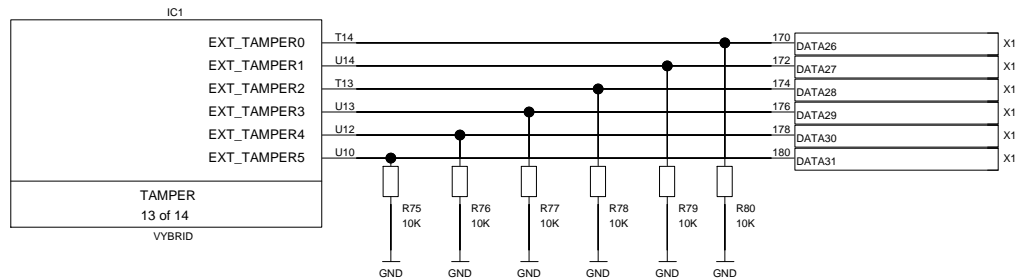 IC1
EXT_TAMPER0 T14 170 DATA26 X1
EXT_TAMPER1 U14 172 DATA27 X1
EXT_TAMPER2 T13 174 DATA28 X1
EXT_TAMPER3 U13 176 DATA29 X1
EXT_TAMPER4 U12 178 DATA30 X1
EXT_TAMPER5 U10 180 DATA31 X1
TAMPER
13 of 14
VYBRID
R75 R76 R77 R78 R79 R80
10K 10K 10K 10K 10K 10K
GND GND GND GND GND GND